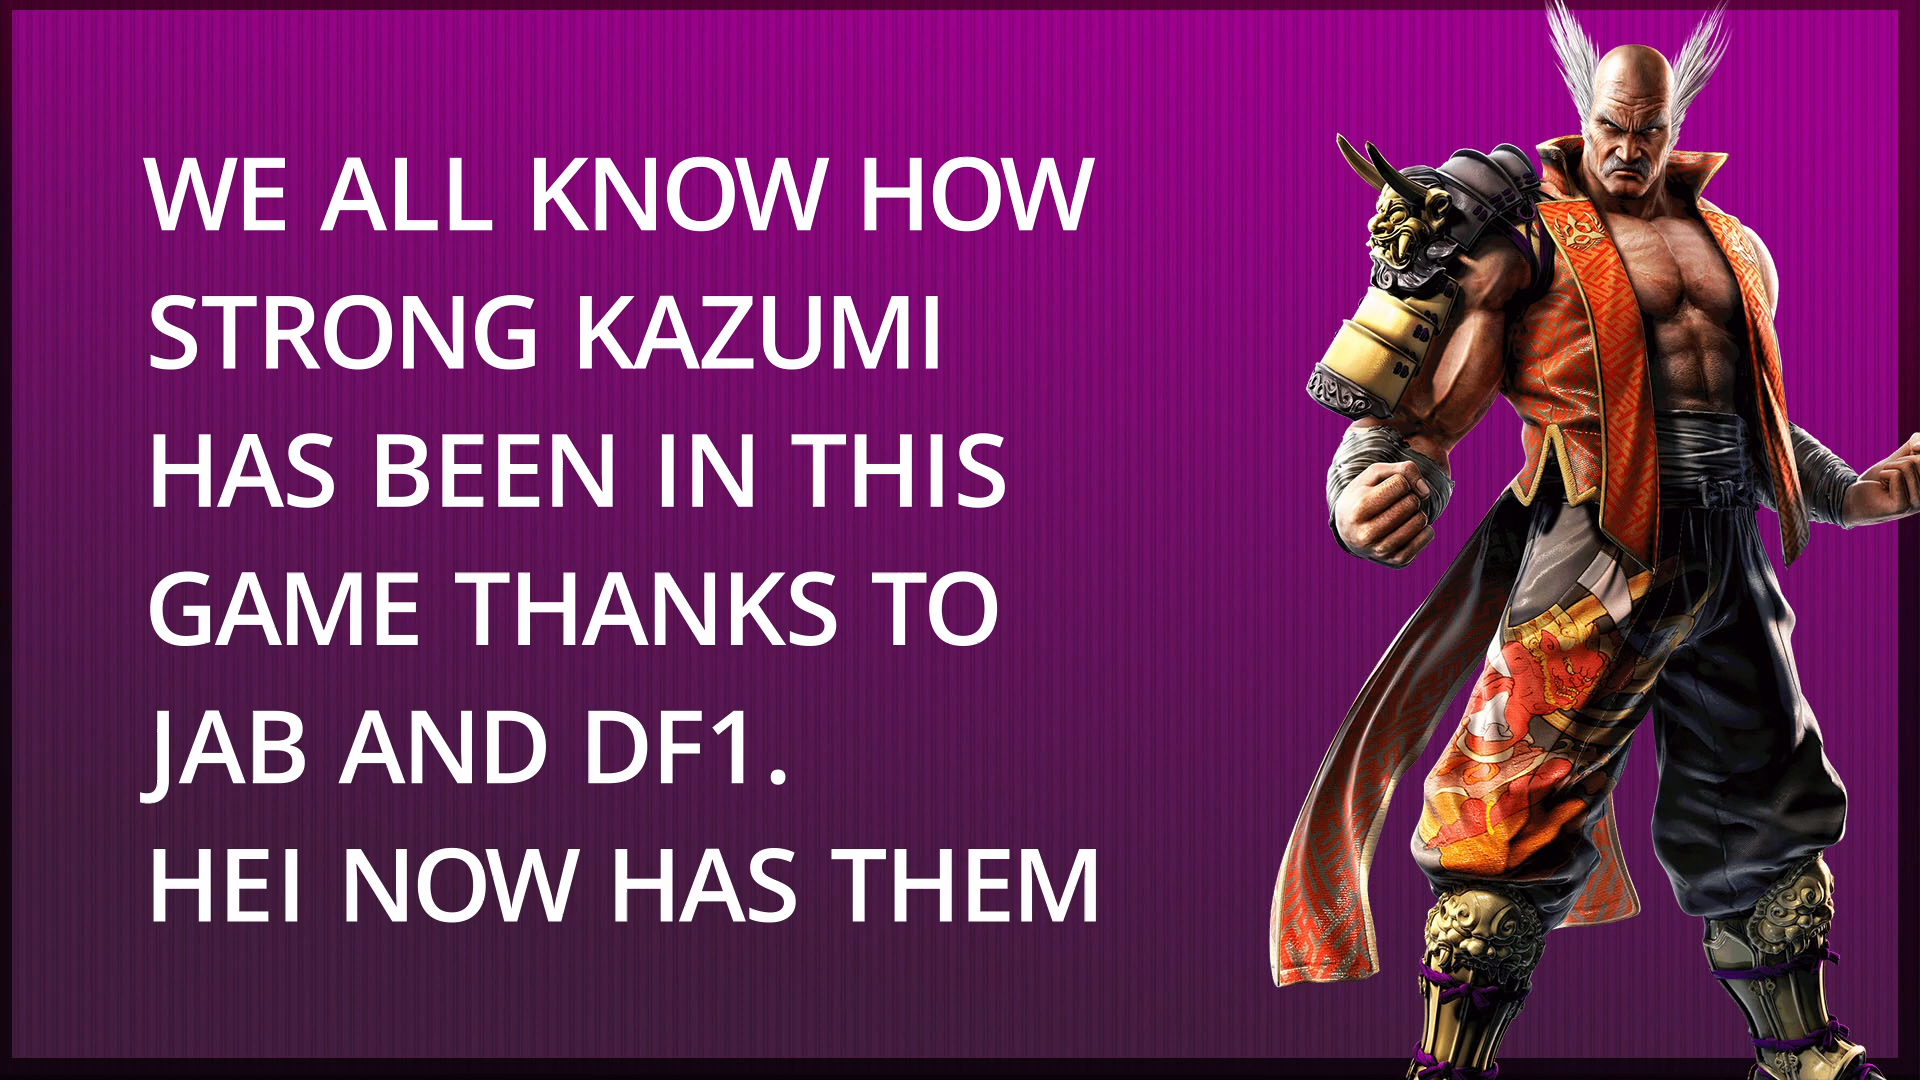 WE ALL KNOW HOW
STRONG KAZUMI
HAS BEEN IN THIS
GAME THANKS TO
JAB AND DF1.
HEI NOW HAS THEM